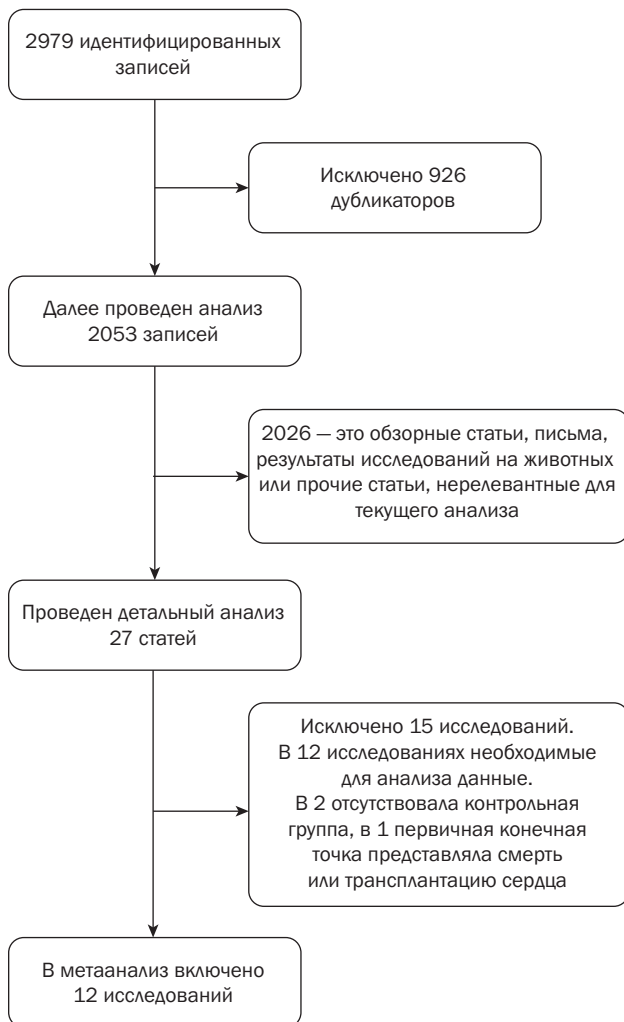 2979 идентифицированных
записей
Исключено 926
дубликаторов
Далее проведен анализ
2053 записей
2026 — это обзорные статьи, письма,
результаты исследований на животных
или прочие статьи, нерелевантные для
текущего анализа
Проведен детальный анализ
27 статей
Исключено 15 исследований.
В 12 исследованиях необходимые
для анализа данные.
В 2 отсутствовала контрольная
группа, в 1 первичная конечная
точка представляла смерть
или трансплантацию сердца
В метаанализ включено
12 исследований